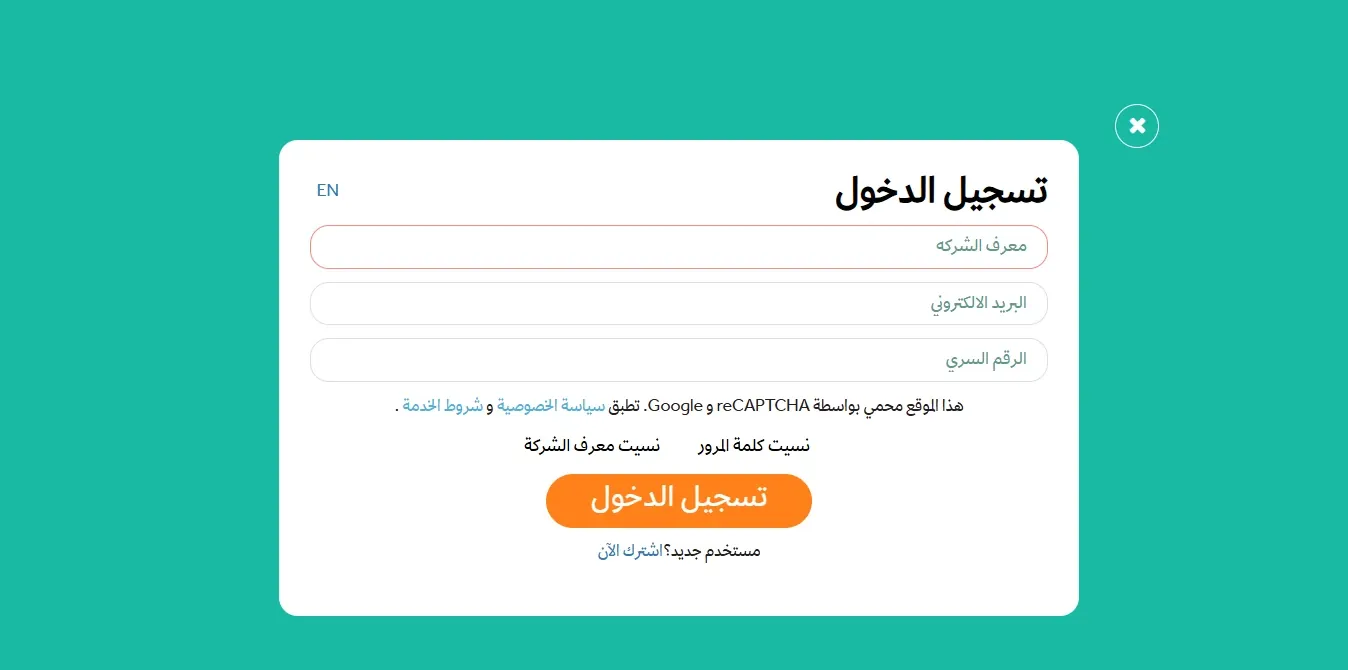 تسجيل الدخول
EN
معرف الشركه
البريد الالكتروني
الرقم السري
هذا الموقع محمي بواسطة reCAPTCHA و Google. تطبق سياسة الخصوصية و شروط الخدمة .
نسيت كلمة المرور
نسيت معرف الشركة
تسجيل الدخول
مستخدم جديد؟اشترك الآن